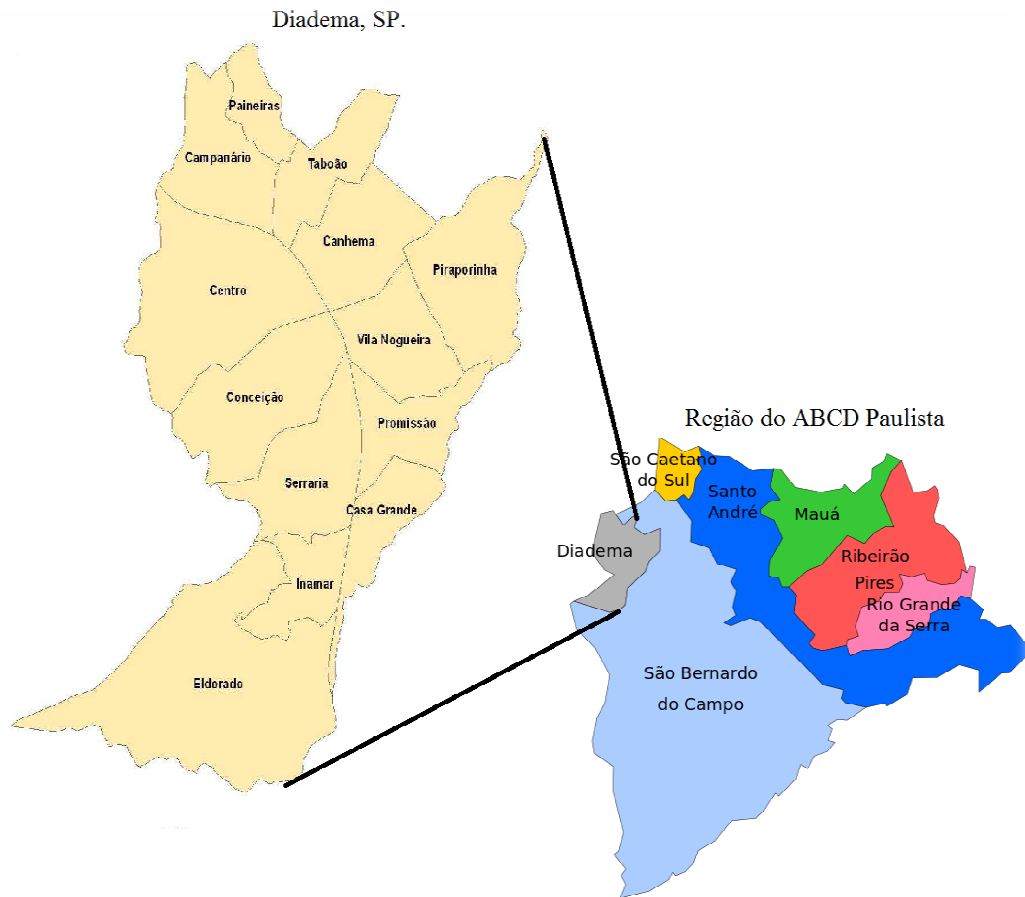 Diadema, SP.
Paineiras
Campanário
Taboão
Canhema
Piraporinha
Centro
Vila Nogueira
Conceição
Promissão
Serraria
Casa Grande
Inamar
Eldorado
Região do ABCD Paulista
São Caetano
do Sul
Santo
André
Mauá
Diadema
Ribeirão
Pires
Rio Grande
da Serra
São Bernardo
do Campo